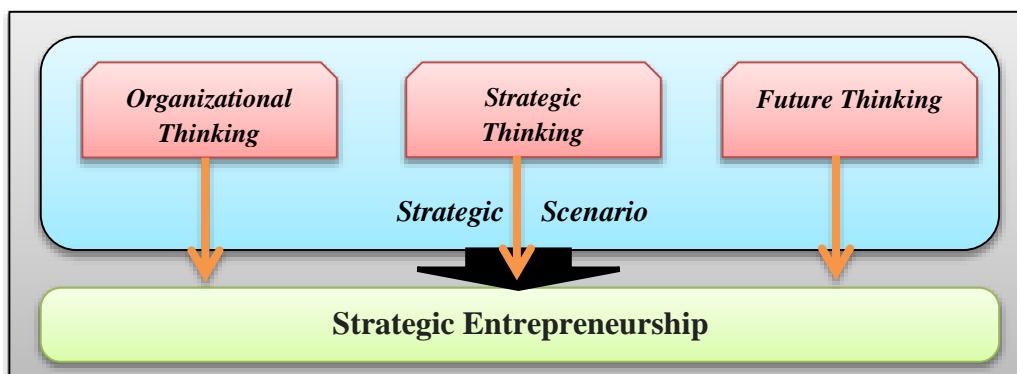 Organizational
Thinking
Strategic
Thinking
Future Thinking
Strategic Scenario
Strategic Entrepreneurship